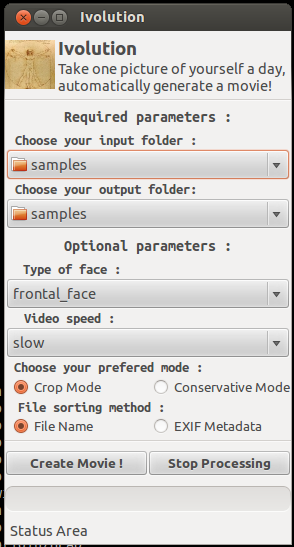 Ivolution
Ivolution
Take one picture of yourself a day,
automatically generate a movie!
Required parameters :
Choose your input folder :
samples
Choose your output folder:
samples
Optional parameters :
Type of face :
frontal_face
Video speed :
slow
Choose your prefered mode :
Crop Mode Conservative Mode
File sorting method :
File Name EXIF Metadata
Create Movie ! Stop Processing
Status Area